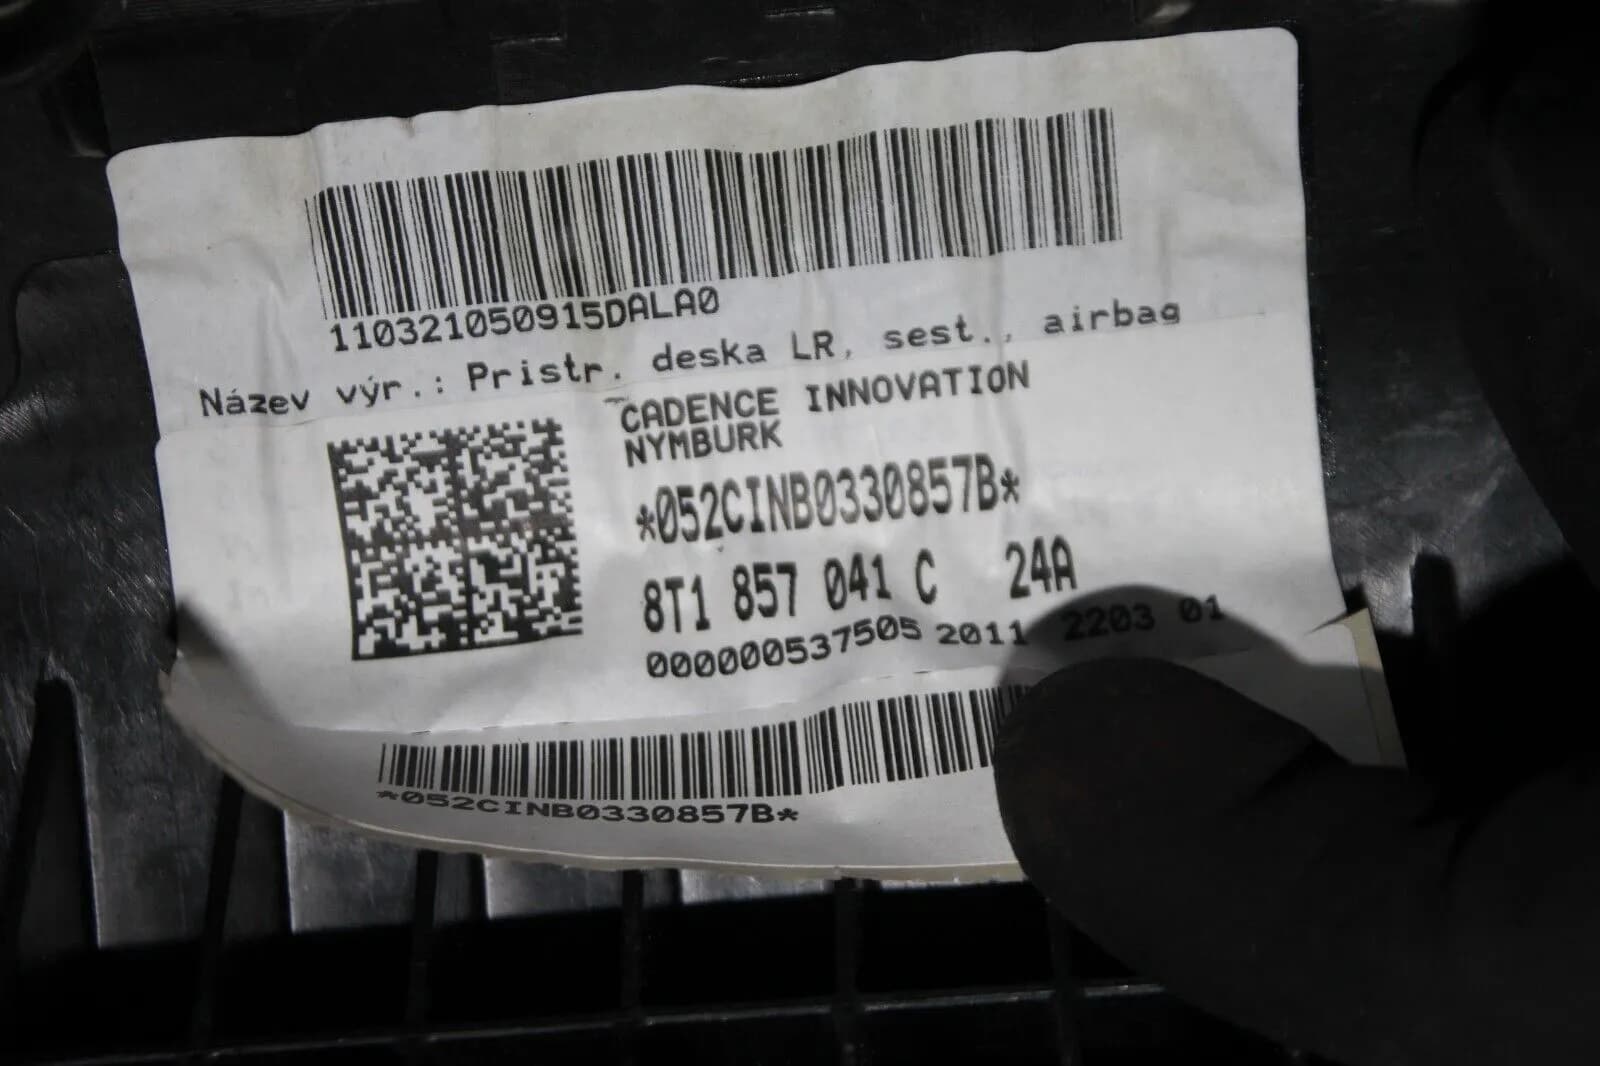 110321050915DALA0
Název výr.: Pristr. deska LR, sest., airbag
CADENCE INNOVATION
NYMBURK
*052CINB0330857B*
8T1 857 041 C 24A
000000537505 2011 2203 01
*052CINB0330857B*